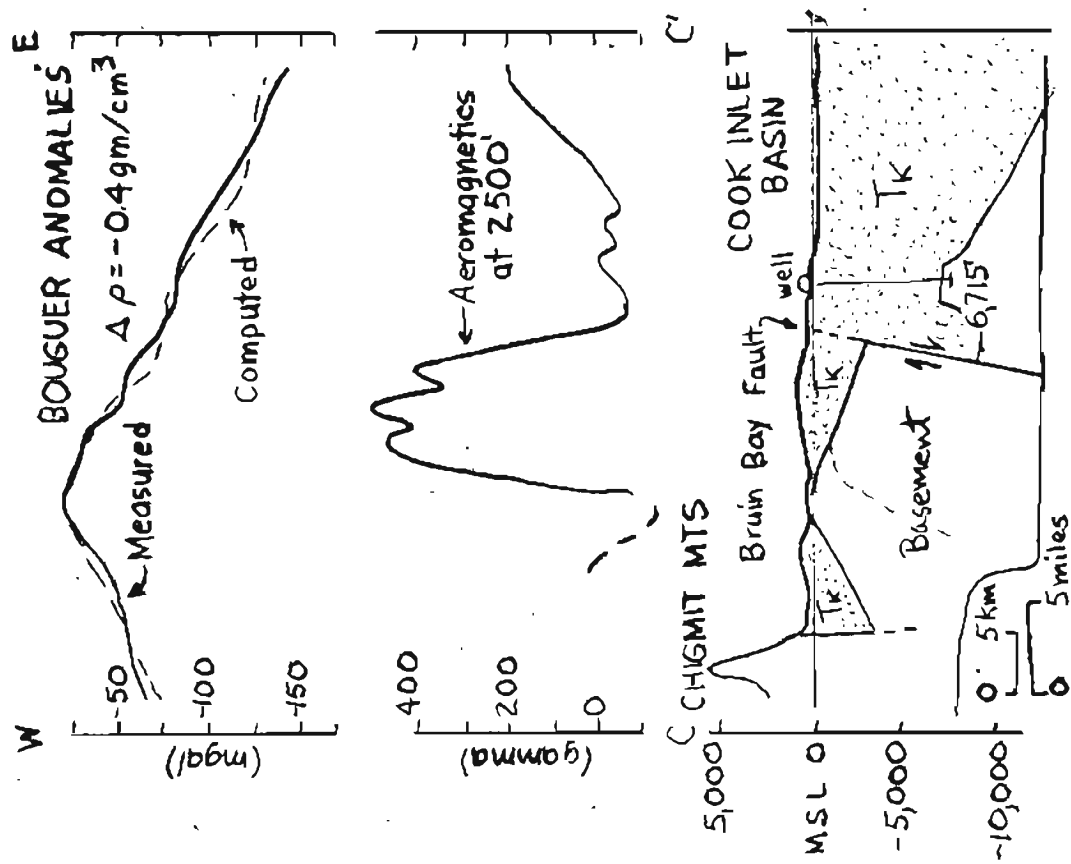 W
E
BOUGUER ANOMALIES
Δρ=-0.4gm/cm³
Measured
Computed
-50
-100
-150
(mgal)
400
200
0
(gamma)
Aeromagnetics
at 2500'
C
C'
CHIGMIT MTS
Bruin Bay Fault
well
COOK INLET
BASIN
5,000
MSL 0
-5,000
-10,000
Tk
Tk
Tk
Basement
6,715'
0 5km
0 5miles